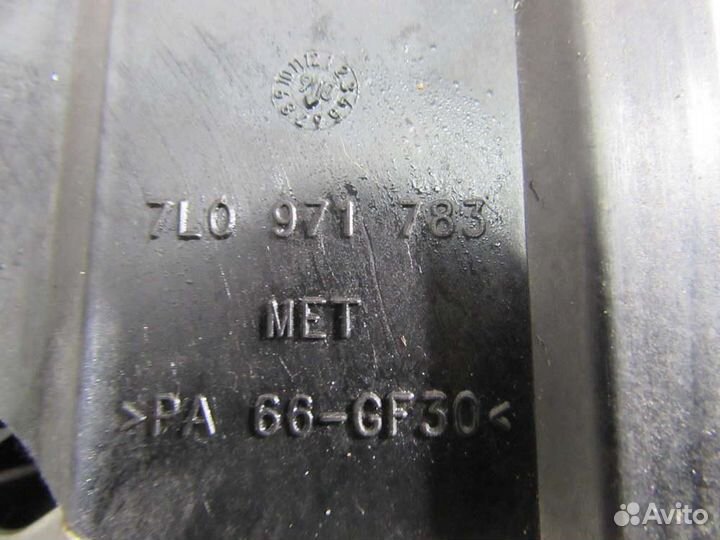 7L0 971 783
MET
>PA 66-GF30<
Avito